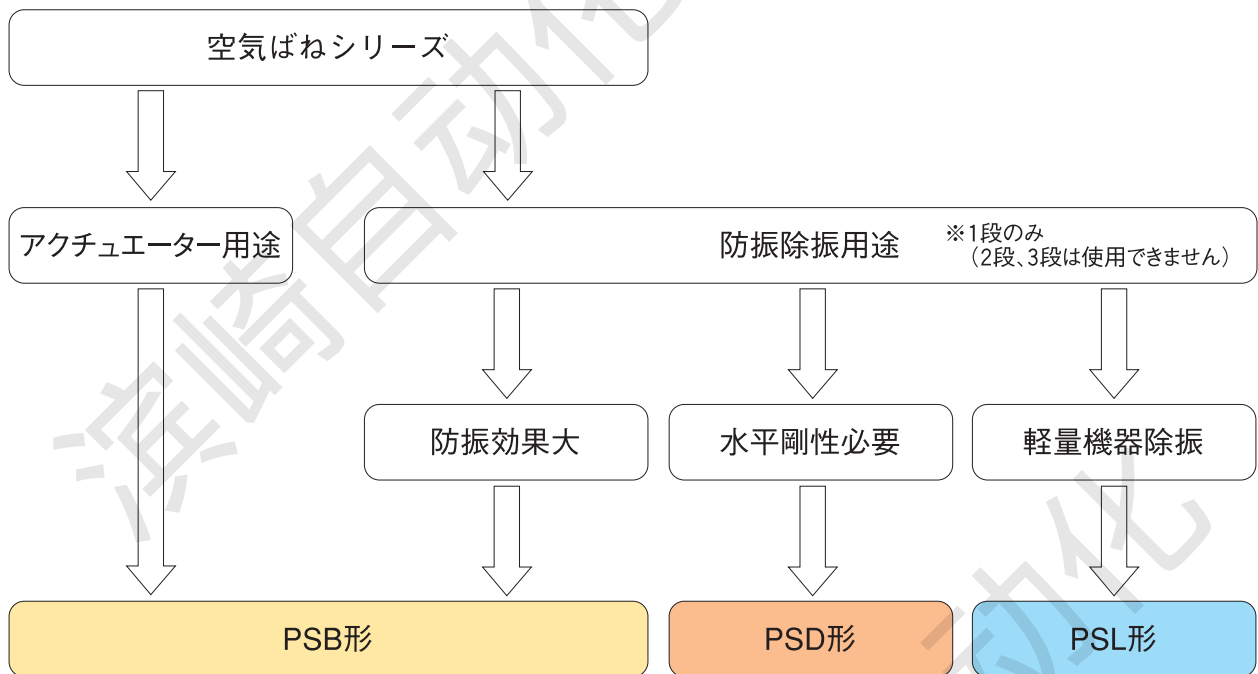 空気ばねシリーズ
アクチュエーター用途
防振除振用途
※1段のみ
（2段、3段は使用できません）
防振効果大
水平剛性必要
軽量機器除振
PSB形
PSD形
PSL形
滨崎自动化
动化